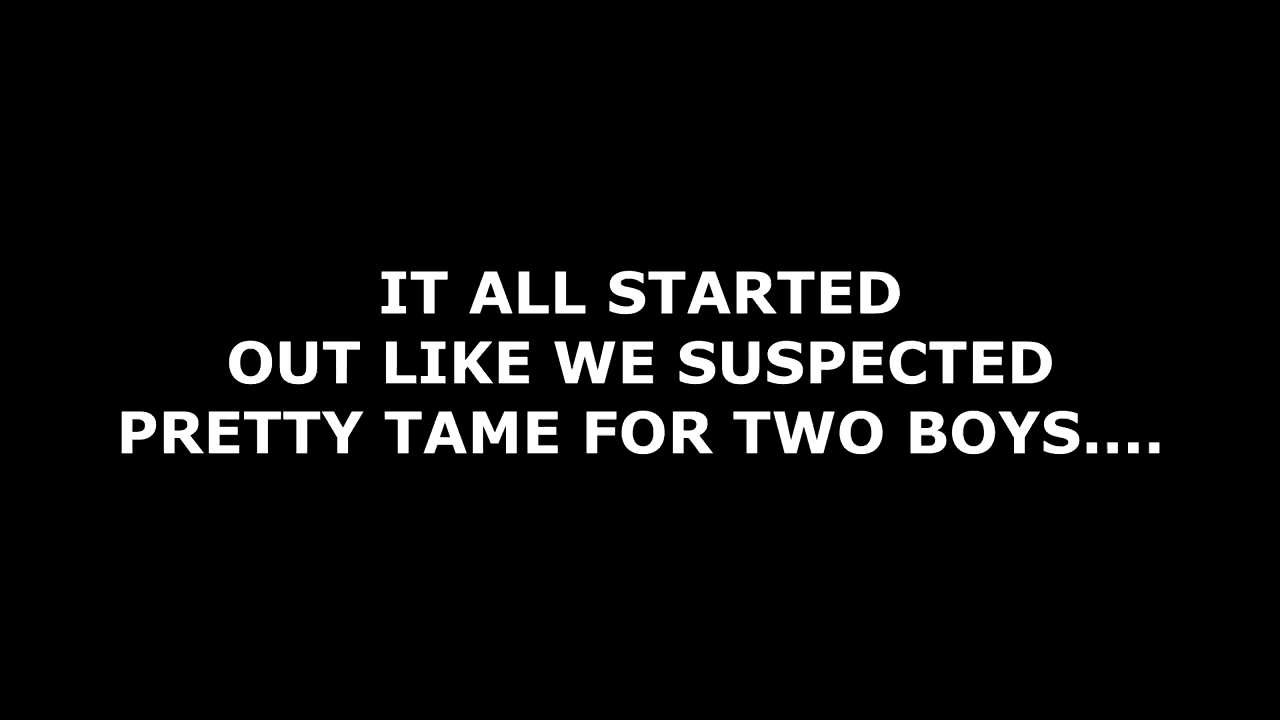 IT ALL STARTED
OUT LIKE WE SUSPECTED
PRETTY TAME FOR TWO BOYS....